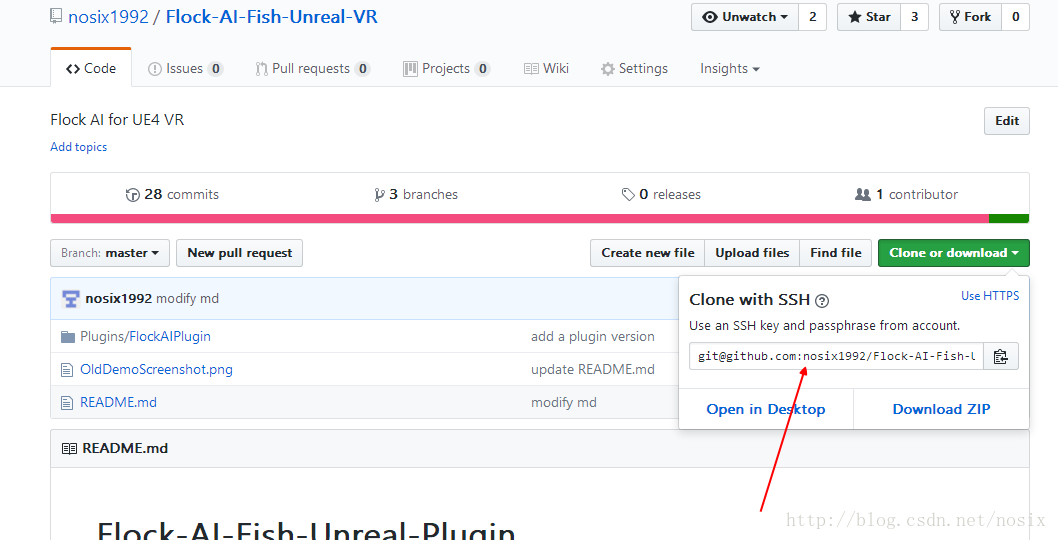 nosix1992 / Flock-AI-Fish-Unreal-VR
Unwatch 2 Star 3 Fork 0
Code Issues 0 Pull requests 0 Projects 0 Wiki Settings Insights
Flock AI for UE4 VR
Edit
Add topics
28 commits 3 branches 0 releases 1 contributor
Branch: master New pull request Create new file Upload files Find file Clone or download
nosix1992 modify md
Plugins/FlockAIPlugin add a plugin version
OldDemoScreenshot.png update README.md
README.md modify md
Clone with SSH Use HTTPS
Use an SSH key and passphrase from account.
git@github.com:nosix1992/Flock-AI-Fish-U
Open in Desktop Download ZIP
README.md
Flock-AI-Fish-Unreal-Plugin
http://blog.csdn.net/nosix